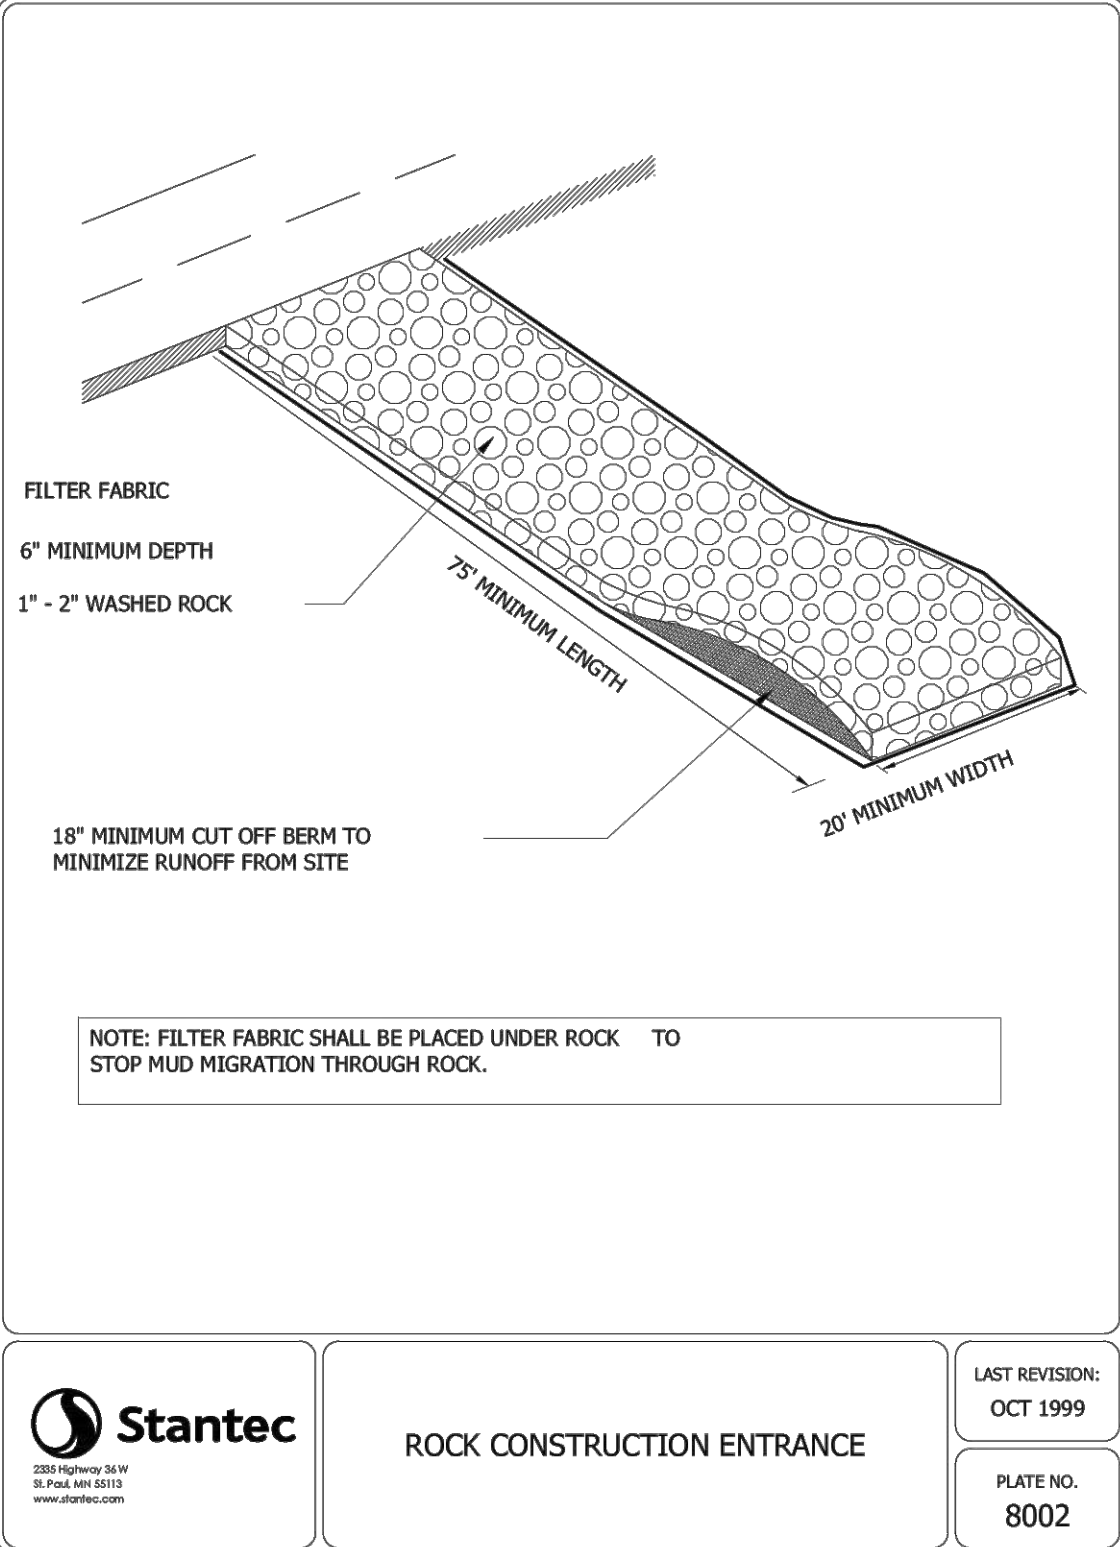 FILTER FABRIC
6" MINIMUM DEPTH
1" - 2" WASHED ROCK
75' MINIMUM LENGTH
20' MINIMUM WIDTH
18" MINIMUM CUT OFF BERM TO
MINIMIZE RUNOFF FROM SITE
NOTE: FILTER FABRIC SHALL BE PLACED UNDER ROCK TO
STOP MUD MIGRATION THROUGH ROCK.
Stantec
2335 Highway 36 W
St. Paul, MN 55113
www.stantec.com
ROCK CONSTRUCTION ENTRANCE
LAST REVISION:
OCT 1999
PLATE NO.
8002